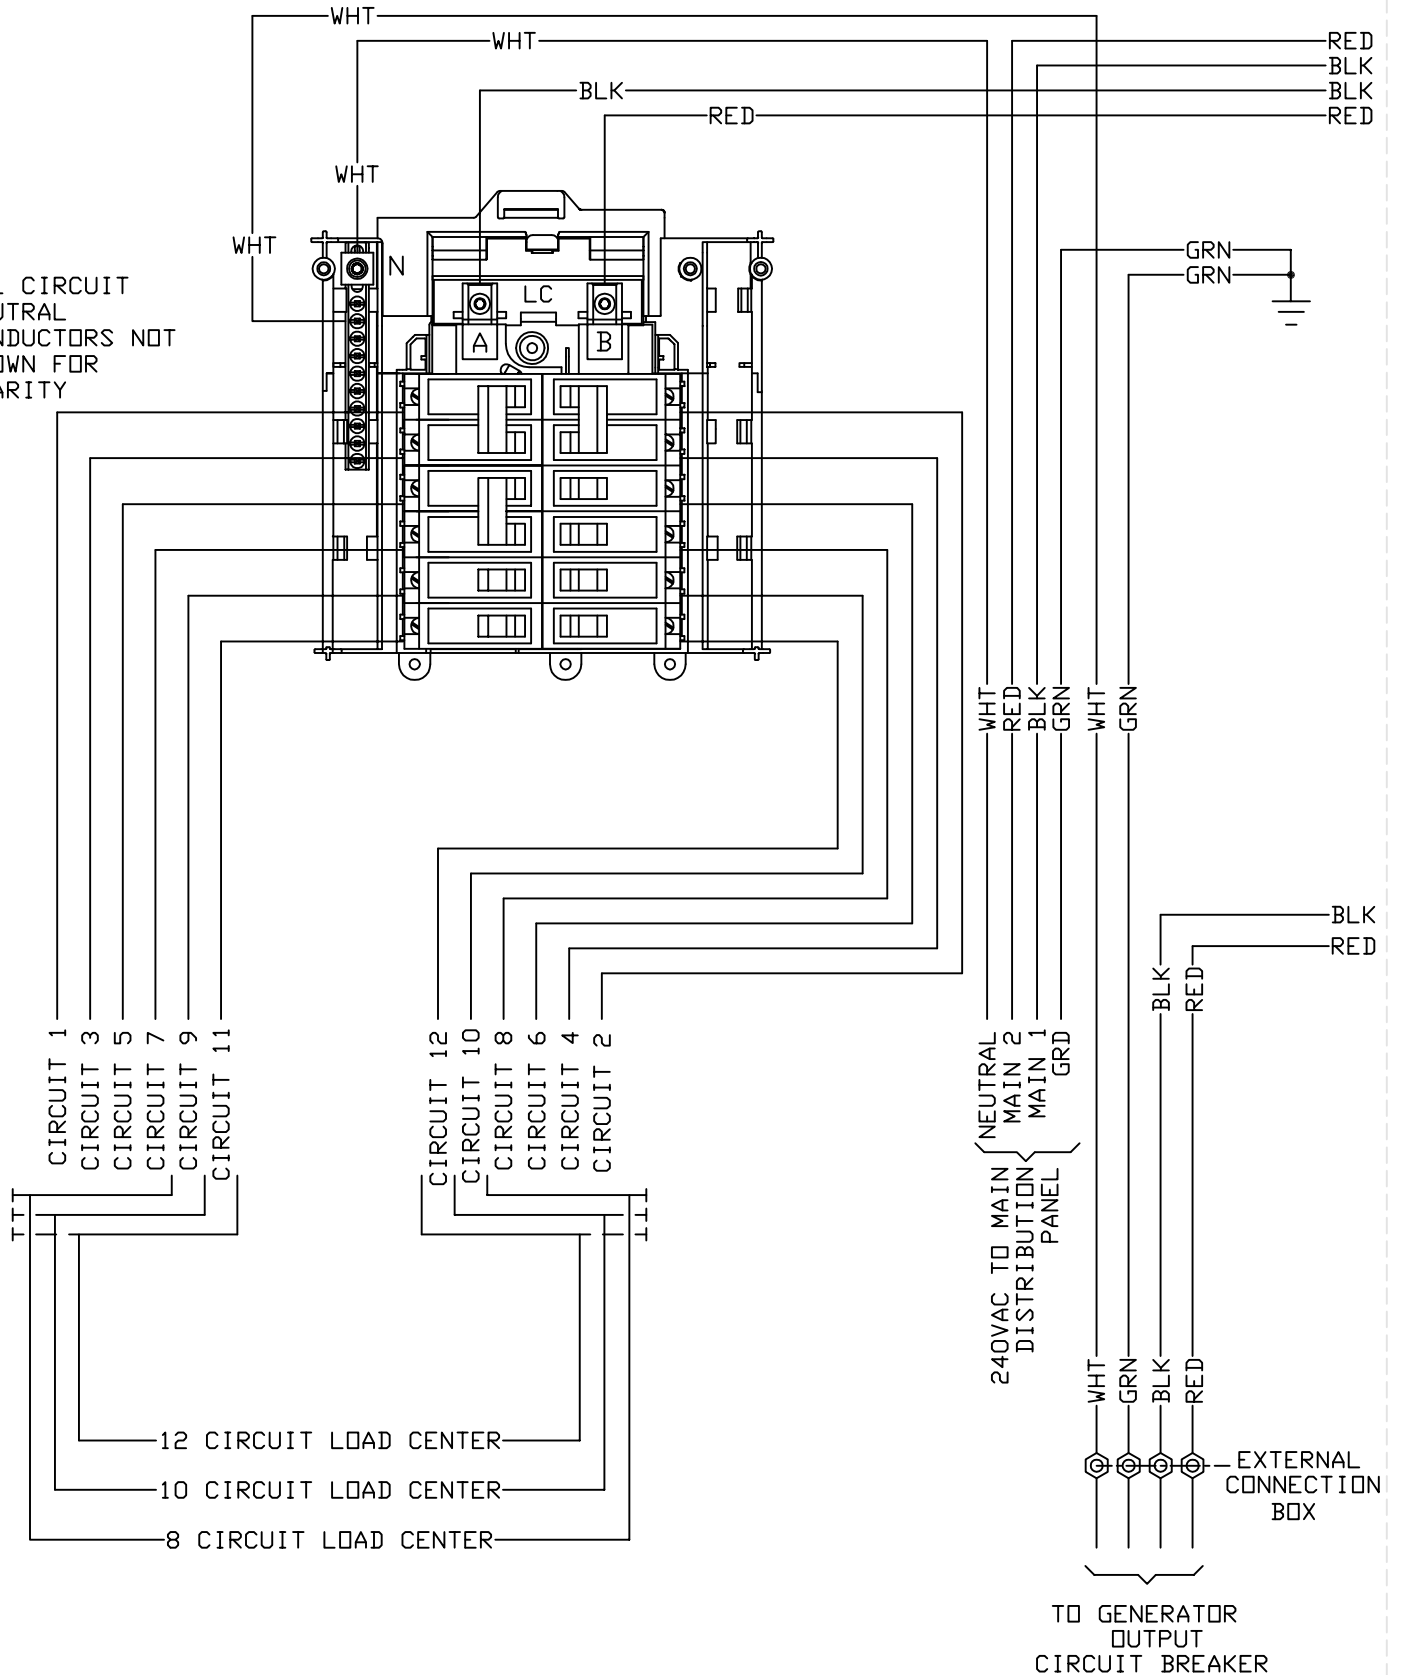 WHT
WHT
RED
BLK
BLK
BLK
RED
RED
WHT
WHT
N
GRN
GRN
CIRCUIT
NOT
FOR
LC
A
B
WHT
RED
BLK
GRN
WHT
GRN
BLK
RED
BLK
RED
CIRCUIT 1
CIRCUIT 3
CIRCUIT 5
CIRCUIT 7
CIRCUIT 9
CIRCUIT 11
CIRCUIT 12
CIRCUIT 10
CIRCUIT 8
CIRCUIT 6
CIRCUIT 4
CIRCUIT 2
NEUTRAL
MAIN 2
MAIN 1
GRD
240VAC TO MAIN
DISTRIBUTION
PANEL
WHT
GRN
BLK
RED
12 CIRCUIT LOAD CENTER
10 CIRCUIT LOAD CENTER
8 CIRCUIT LOAD CENTER
EXTERNAL
CONNECTION
BOX
TO GENERATOR
OUTPUT
CIRCUIT BREAKER